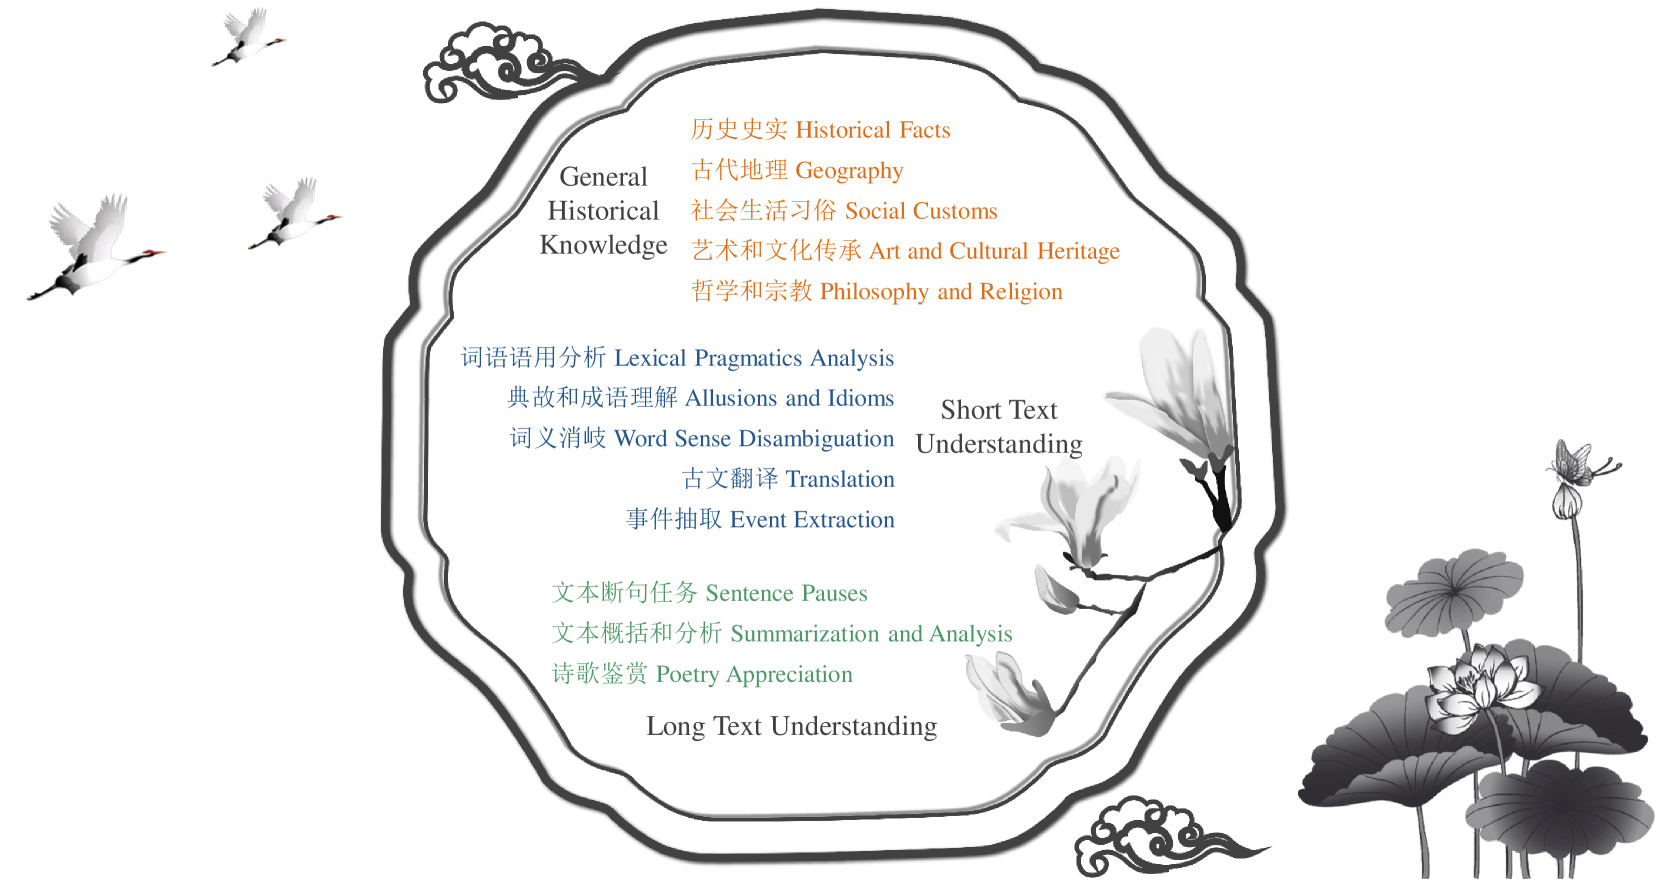 General
Historical
Knowledge
历史史实 Historical Facts
古代地理 Geography
社会生活习俗 Social Customs
艺术和文化传承 Art and Cultural Heritage
哲学和宗教 Philosophy and Religion
词语语用分析 Lexical Pragmatics Analysis
典故和成语理解 Allusions and Idioms
词义消岐 Word Sense Disambiguation
古文翻译 Translation
事件抽取 Event Extraction
Short Text
Understanding
文本断句任务 Sentence Pauses
文本概括和分析 Summarization and Analysis
诗歌鉴赏 Poetry Appreciation
Long Text Understanding